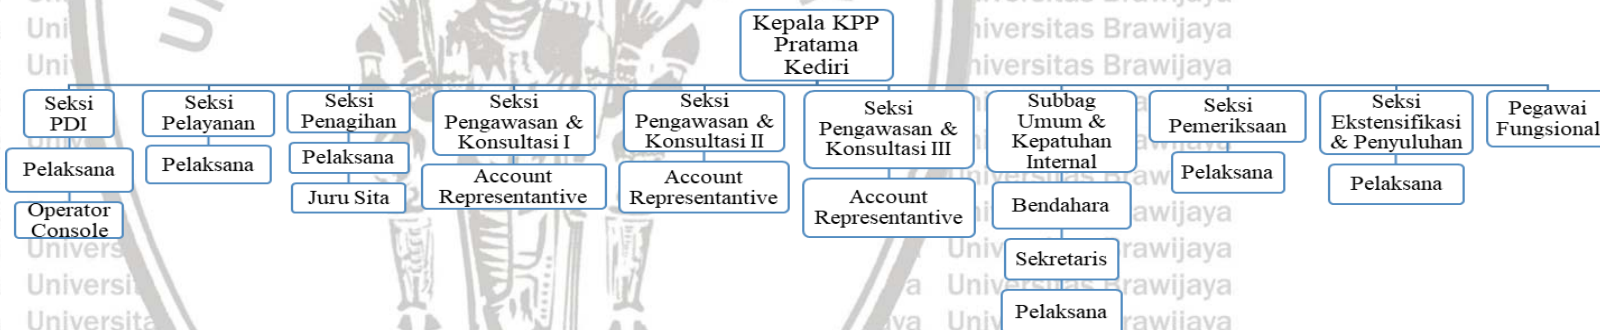 Kepala KPP
Pratama
Kediri
Seksi
PDI
Pelaksana
Operator
Console
Seksi
Pelayanan
Pelaksana
Seksi
Penagihan
Pelaksana
Juru Sita
Seksi
Pengawasan &
Konsultasi I
Account
Representantive
Seksi
Pengawasan &
Konsultasi II
Account
Representantive
Seksi
Pengawasan &
Konsultasi III
Account
Representantive
Subbag
Umum &
Kepatuhan
Internal
Bendahara
Sekretaris
Pelaksana
Seksi
Pemeriksaan
Pelaksana
Seksi
Ekstensifikasi
& Penyuluhan
Pelaksana
Pegawai
Fungsional
Universitas Brawijaya